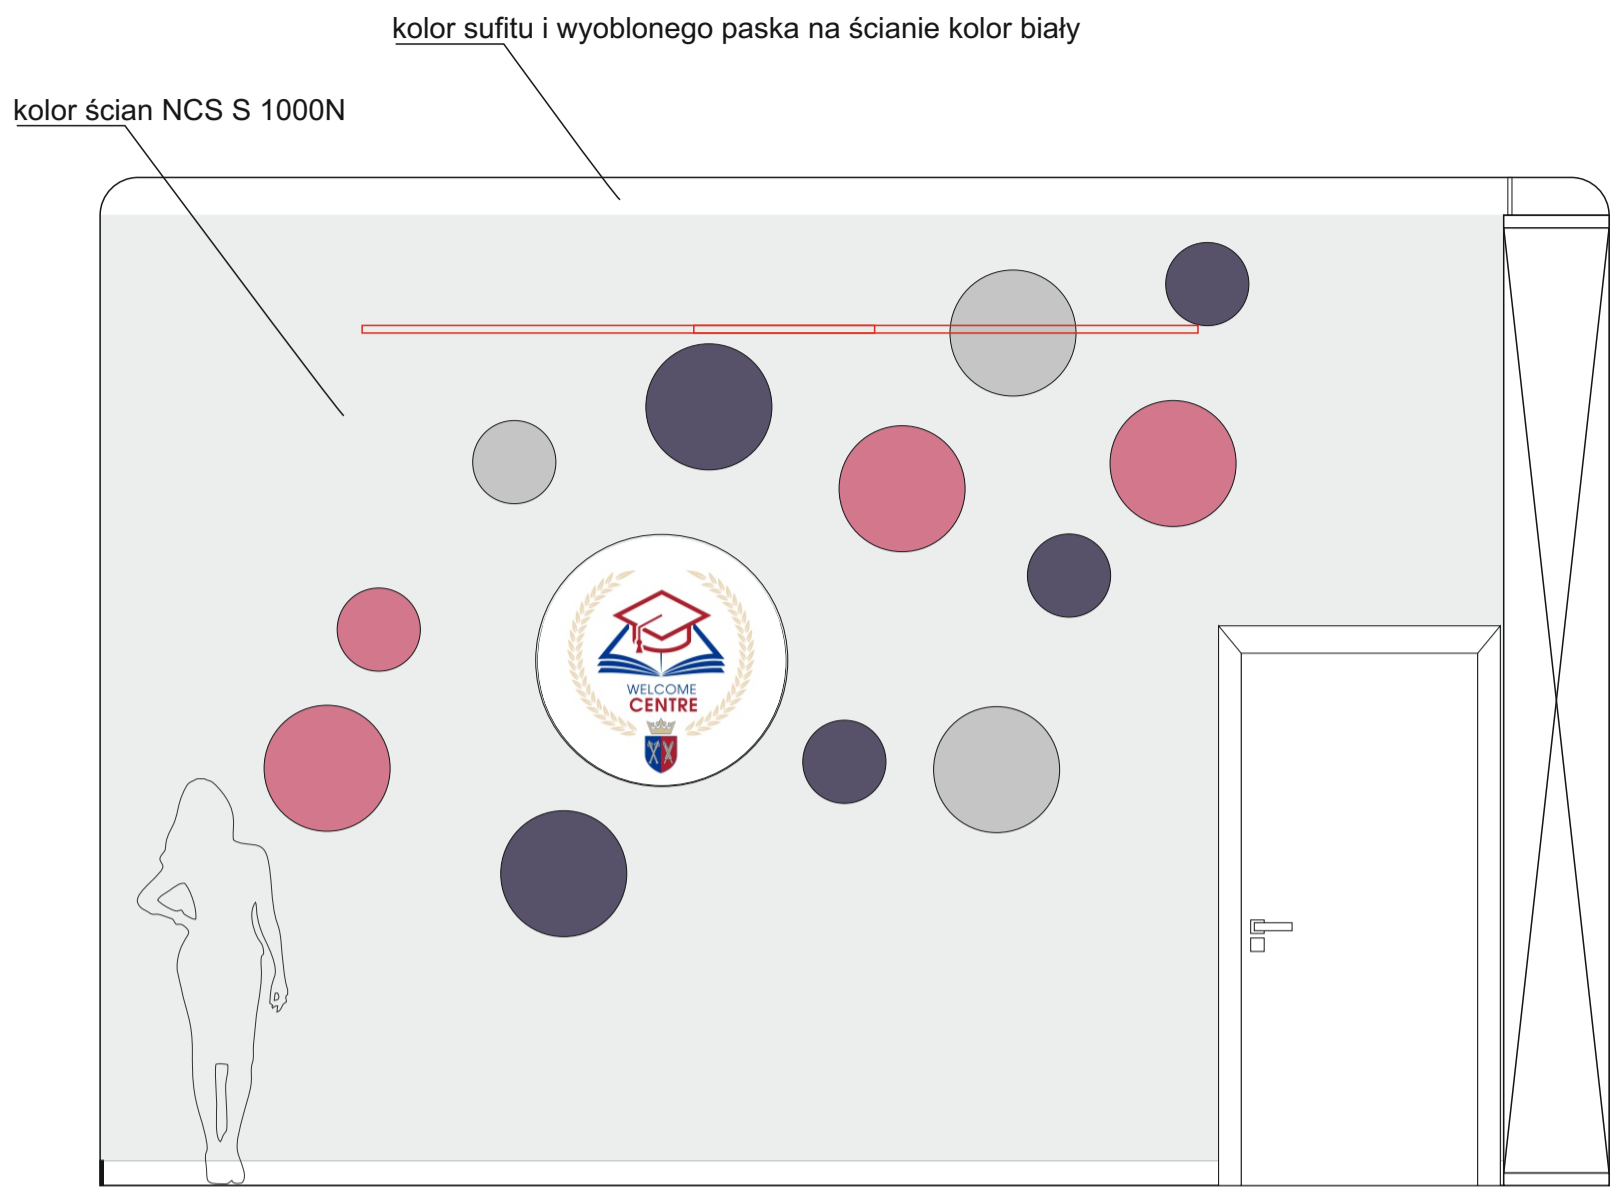 kolor sufitu i wyoblonego paska na ścianie kolor biały
kolor ścian NCS S 1000N
WELCOME
CENTRE